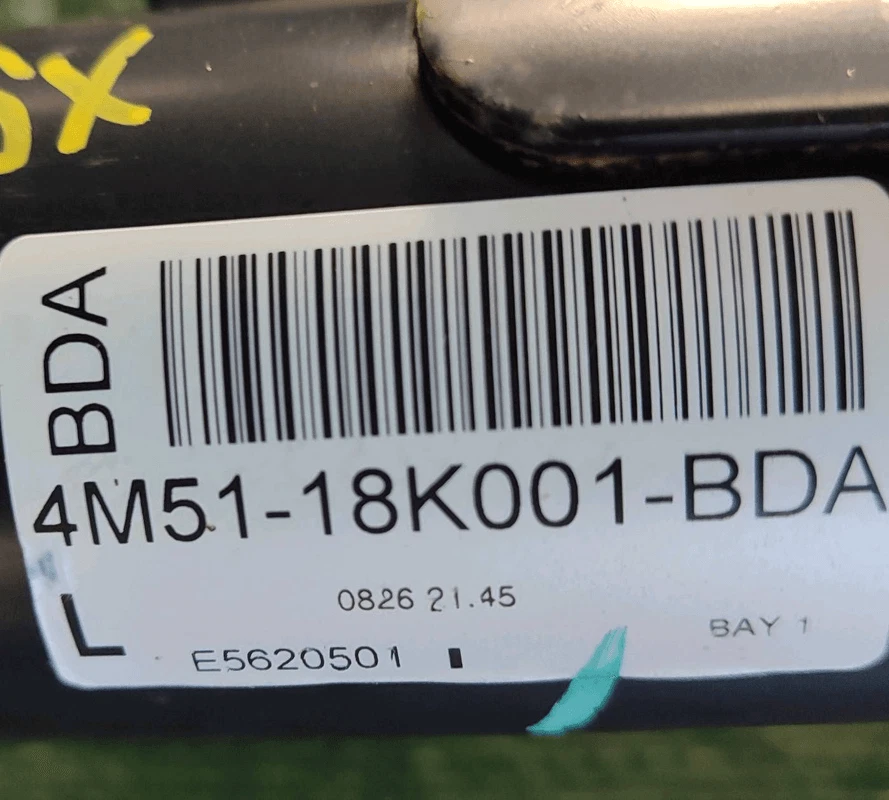 SX
BDA
4M51-18K001-BDA
L
0826 21.45
BAY 1
E5620501